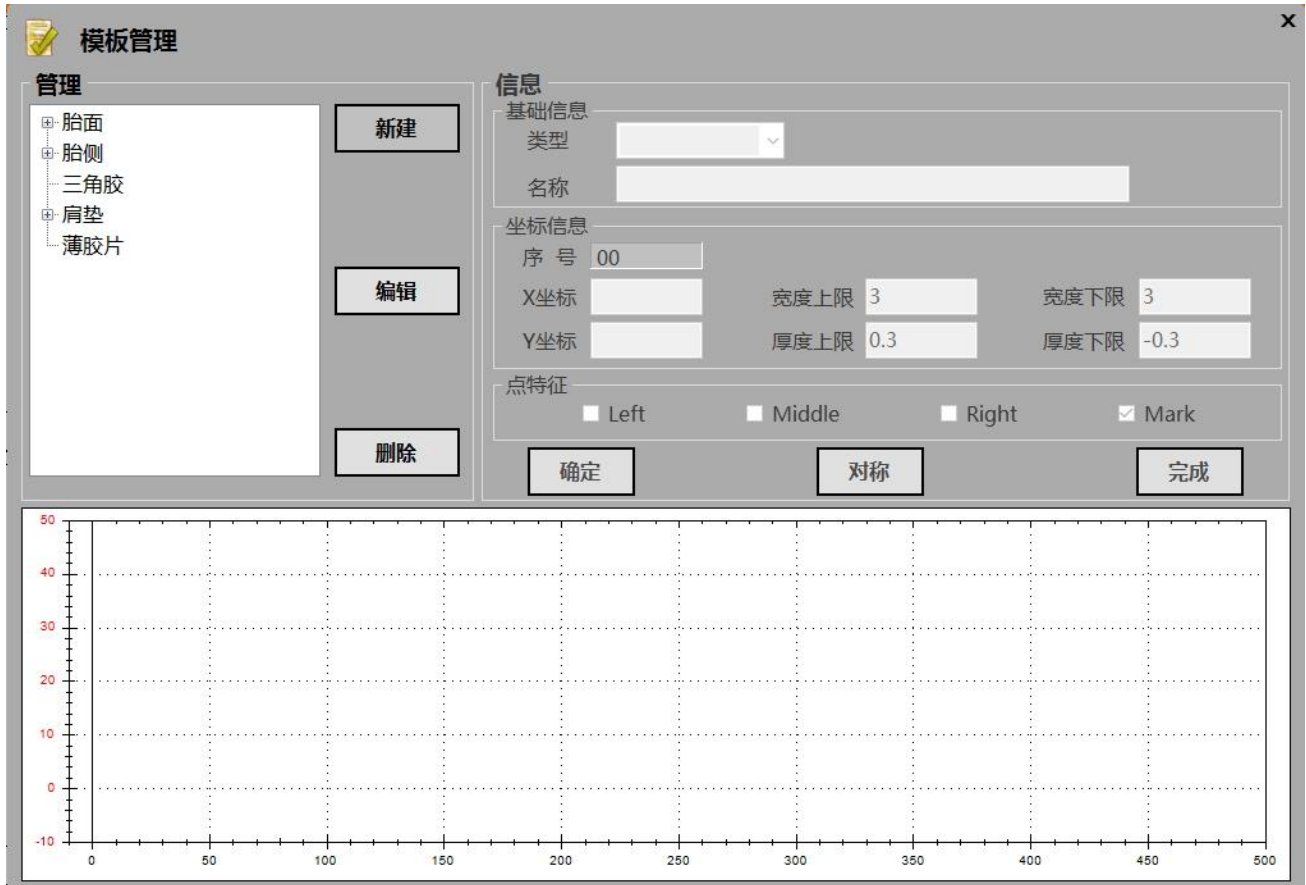 模板管理
x
管理
胎面
胎侧
三角胶
肩垫
薄胶片
新建
编辑
删除
信息
基础信息
类型
名称
坐标信息
序 号 00
X坐标 宽度上限 3 宽度下限 3
Y坐标 厚度上限 0.3 厚度下限 -0.3
点特征
Left Middle Right Mark
确定 对称 完成
50
40
30
20
10
0
-10
0 50 100 150 200 250 300 350 400 450 500